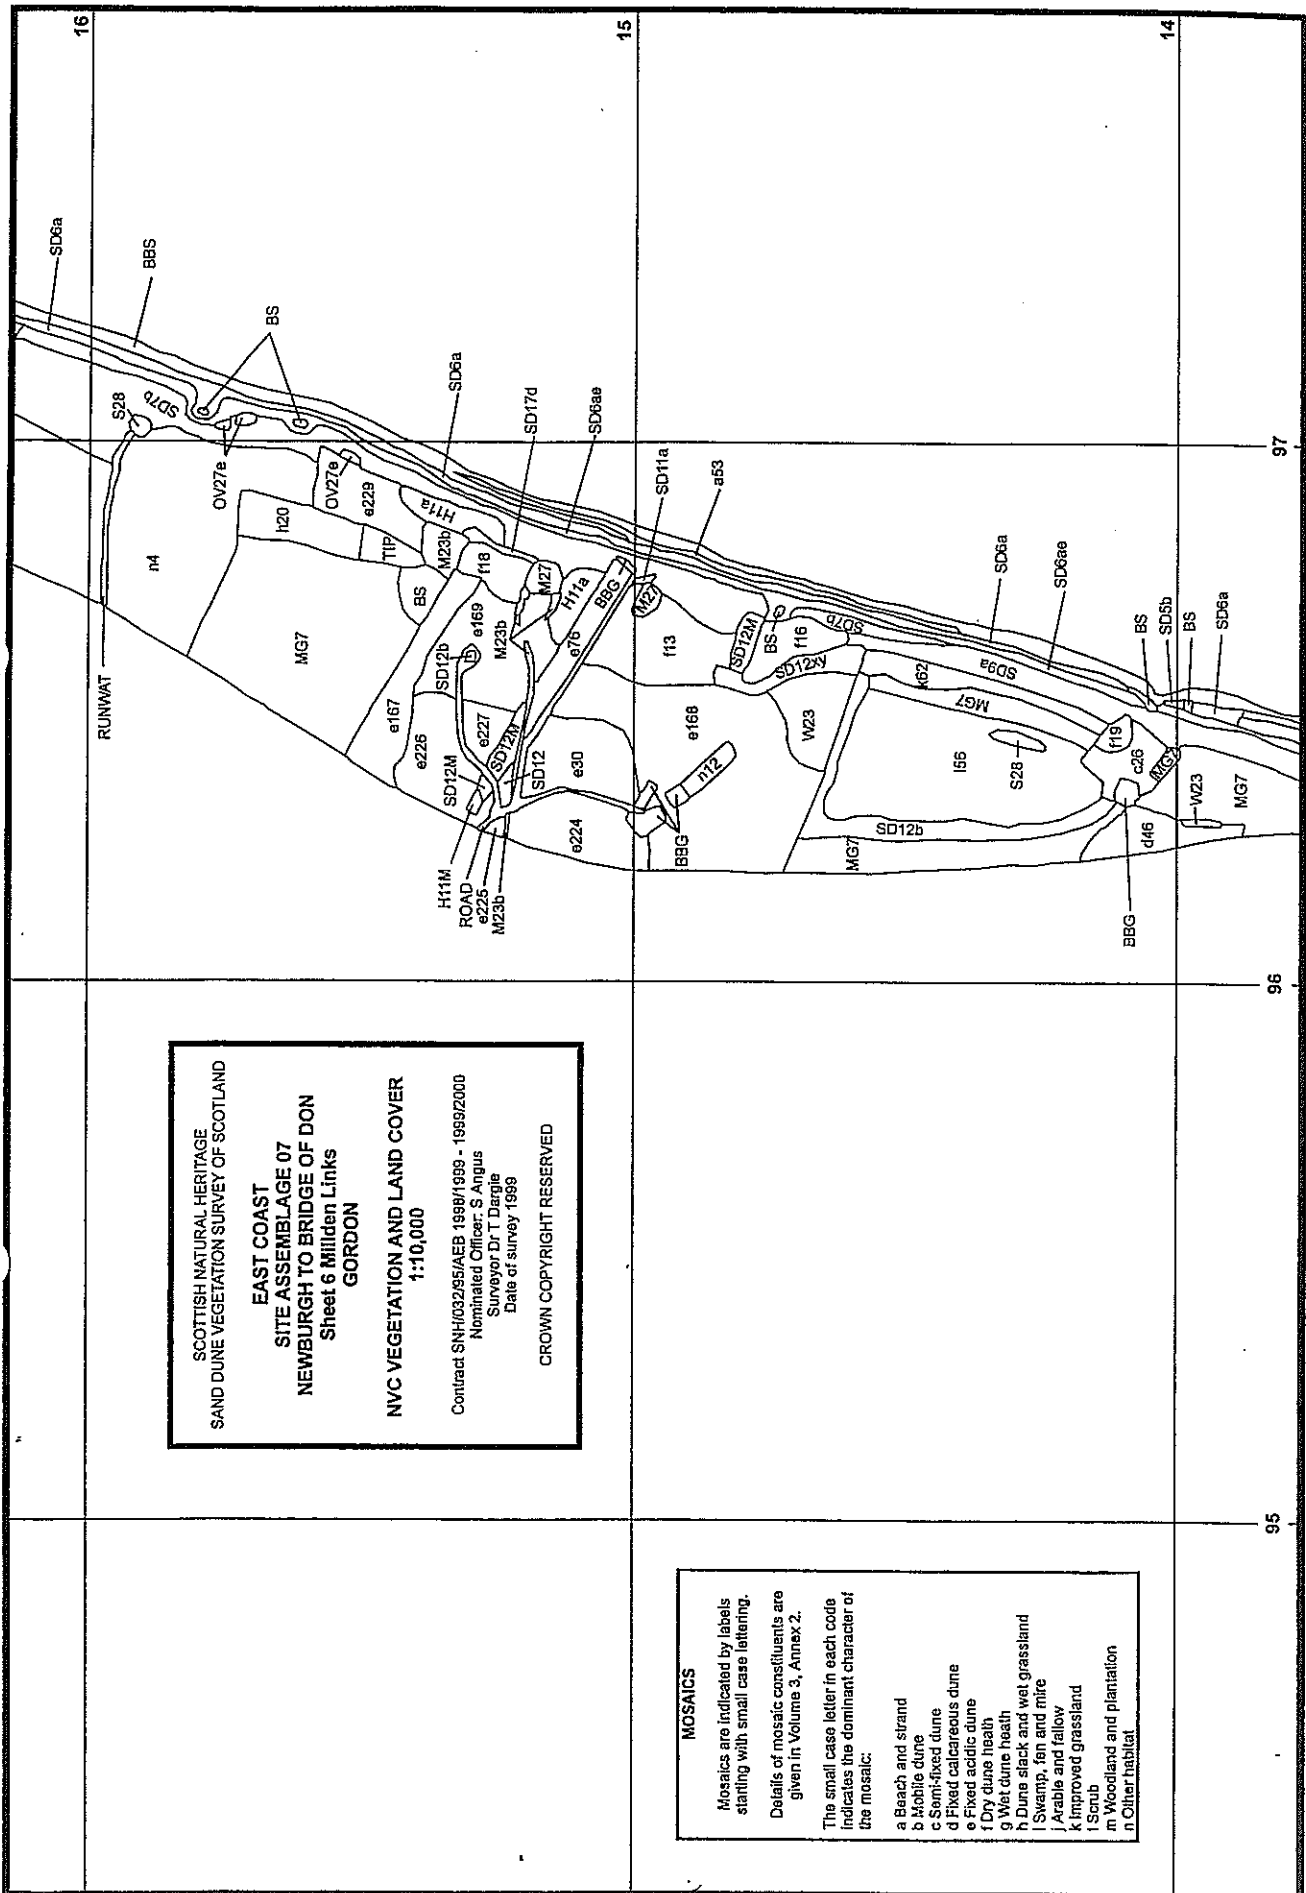 SCOTTISH NATURAL HERITAGE
SAND DUNE VEGETATION SURVEY OF SCOTLAND
EAST COAST
SITE ASSEMBLAGE 07
NEWBURGH TO BRIDGE OF DON
Sheet 6 Millden Links
GORDON
NVC VEGETATION AND LAND COVER
1:10,000
Contract SNH/032/95/AEB 1998/1999 - 1999/2000
Nominated Officer: S Angus
Surveyor Dr T Dargie
Date of survey 1999
CROWN COPYRIGHT RESERVED
MOSAICS
Mosaics are indicated by labels
starting with small case lettering.
Details of mosaic constituents are
given in Volume 3, Annex 2.
The small case letter in each code
indicates the dominant character of
the mosaic:
a Beach and strand
b Mobile dune
c Semi-fixed dune
d Fixed calcareous dune
e Fixed acidic dune
f Dry dune heath
g Wet dune heath
h Dune slack and wet grassland
i Swamp, fen and mire
j Arable and fallow
k Improved grassland
l Scrub
m Woodland and plantation
n Other habitat
16
15
14
97
96
95
SD6a
BBS
BS
SD7b
S28
OV27e
SD6a
SD17d
SD6ae
a53
SD11a
OV27e
e229
h20
n4
TIP
H11a
M23b
f18
BS
MG7
RUNWAT
M27
H11a
BBG
M27
e169
M23b
e76
SD12b
e167
e226
e227
SD12M
SD12M
SD12
e30
H11M
ROAD
e225
M23b
e224
BBG
f13
e168
n12
SD12M
BS
f16
SD7b
SD12xy
W23
SD6a
SD6ae
SD9a
k62
MG7
l56
S28
SD12b
MG7
BS
SD5b
BS
SD6a
f19
c26
MG7
BBG
d46
W23
MG7